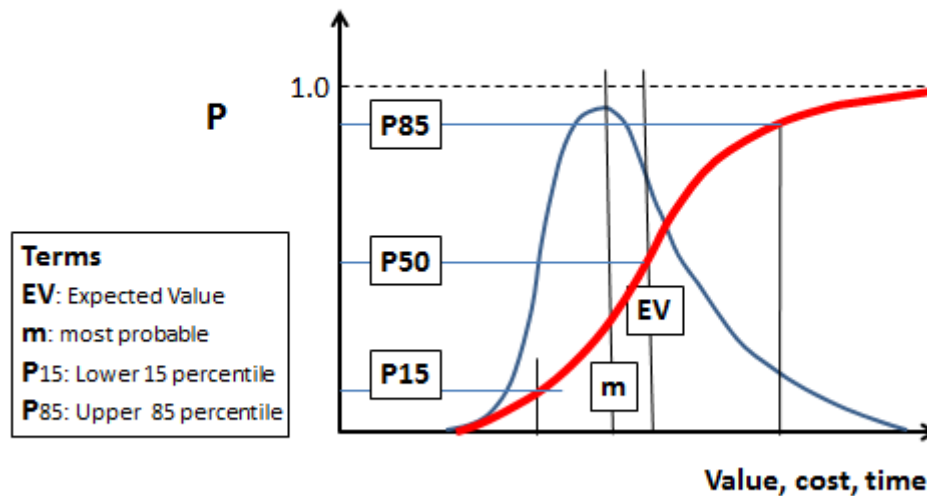 1.0
P
P85
P50
P15
EV
m
Terms
EV: Expected Value
m: most probable
P15: Lower 15 percentile
P85: Upper 85 percentile
Value, cost, time